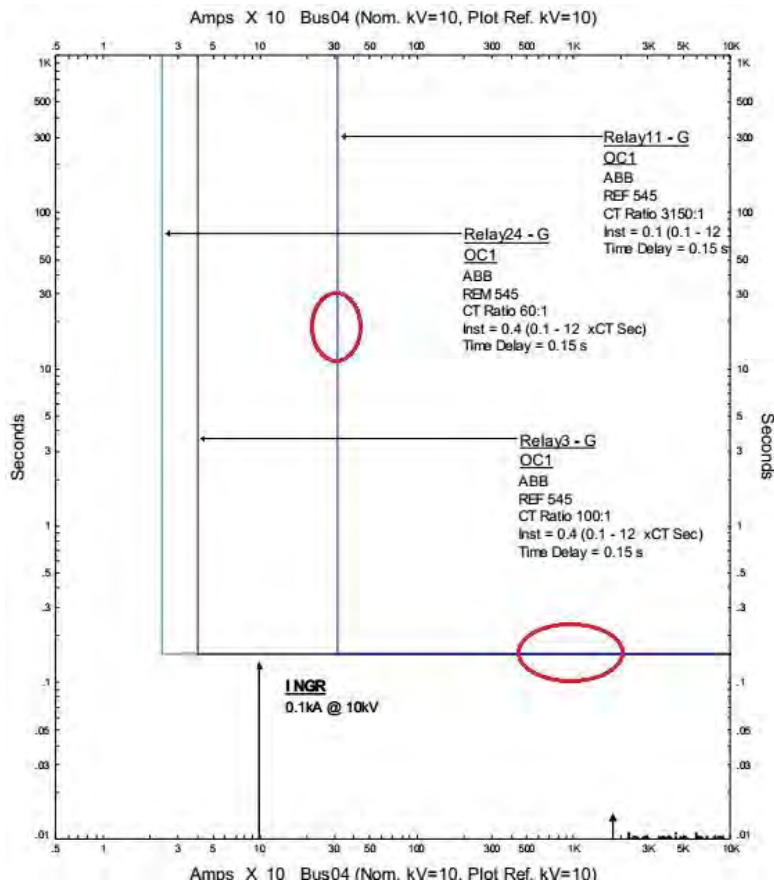 Amps X 10 Bus04 (Nom. kV=10, Plot Ref. kV=10)
.5 1 3 5 10 30 50 100 300 500 1K 3K 5K 10K
1K 1K
500 500
300 300
Relay11 - G
OC1
ABB
REF 545
CT Ratio 3150:1
Inst = 0.1 (0.1 - 12
Time Delay = 0.15 s
100 100
Relay24 - G
OC1
ABB
REM 545
CT Ratio 60:1
Inst = 0.4 (0.1 - 12 xCT Sec)
Time Delay = 0.15 s
50 50
30 30
10 10
5 5
3 3
Relay3 - G
OC1
ABB
REF 545
CT Ratio 100:1
Inst = 0.4 (0.1 - 12 xCT Sec)
Time Delay = 0.15 s
Seconds Seconds
1 1
.5 .5
.3 .3
.1 .1
INGR
0.1kA @ 10kV
.05 .05
.03 .03
.01 .01
.5 1 3 5 10 30 50 100 300 500 1K 3K 5K 10K
Amps X 10 Bus04 (Nom. kV=10, Plot Ref. kV=10)